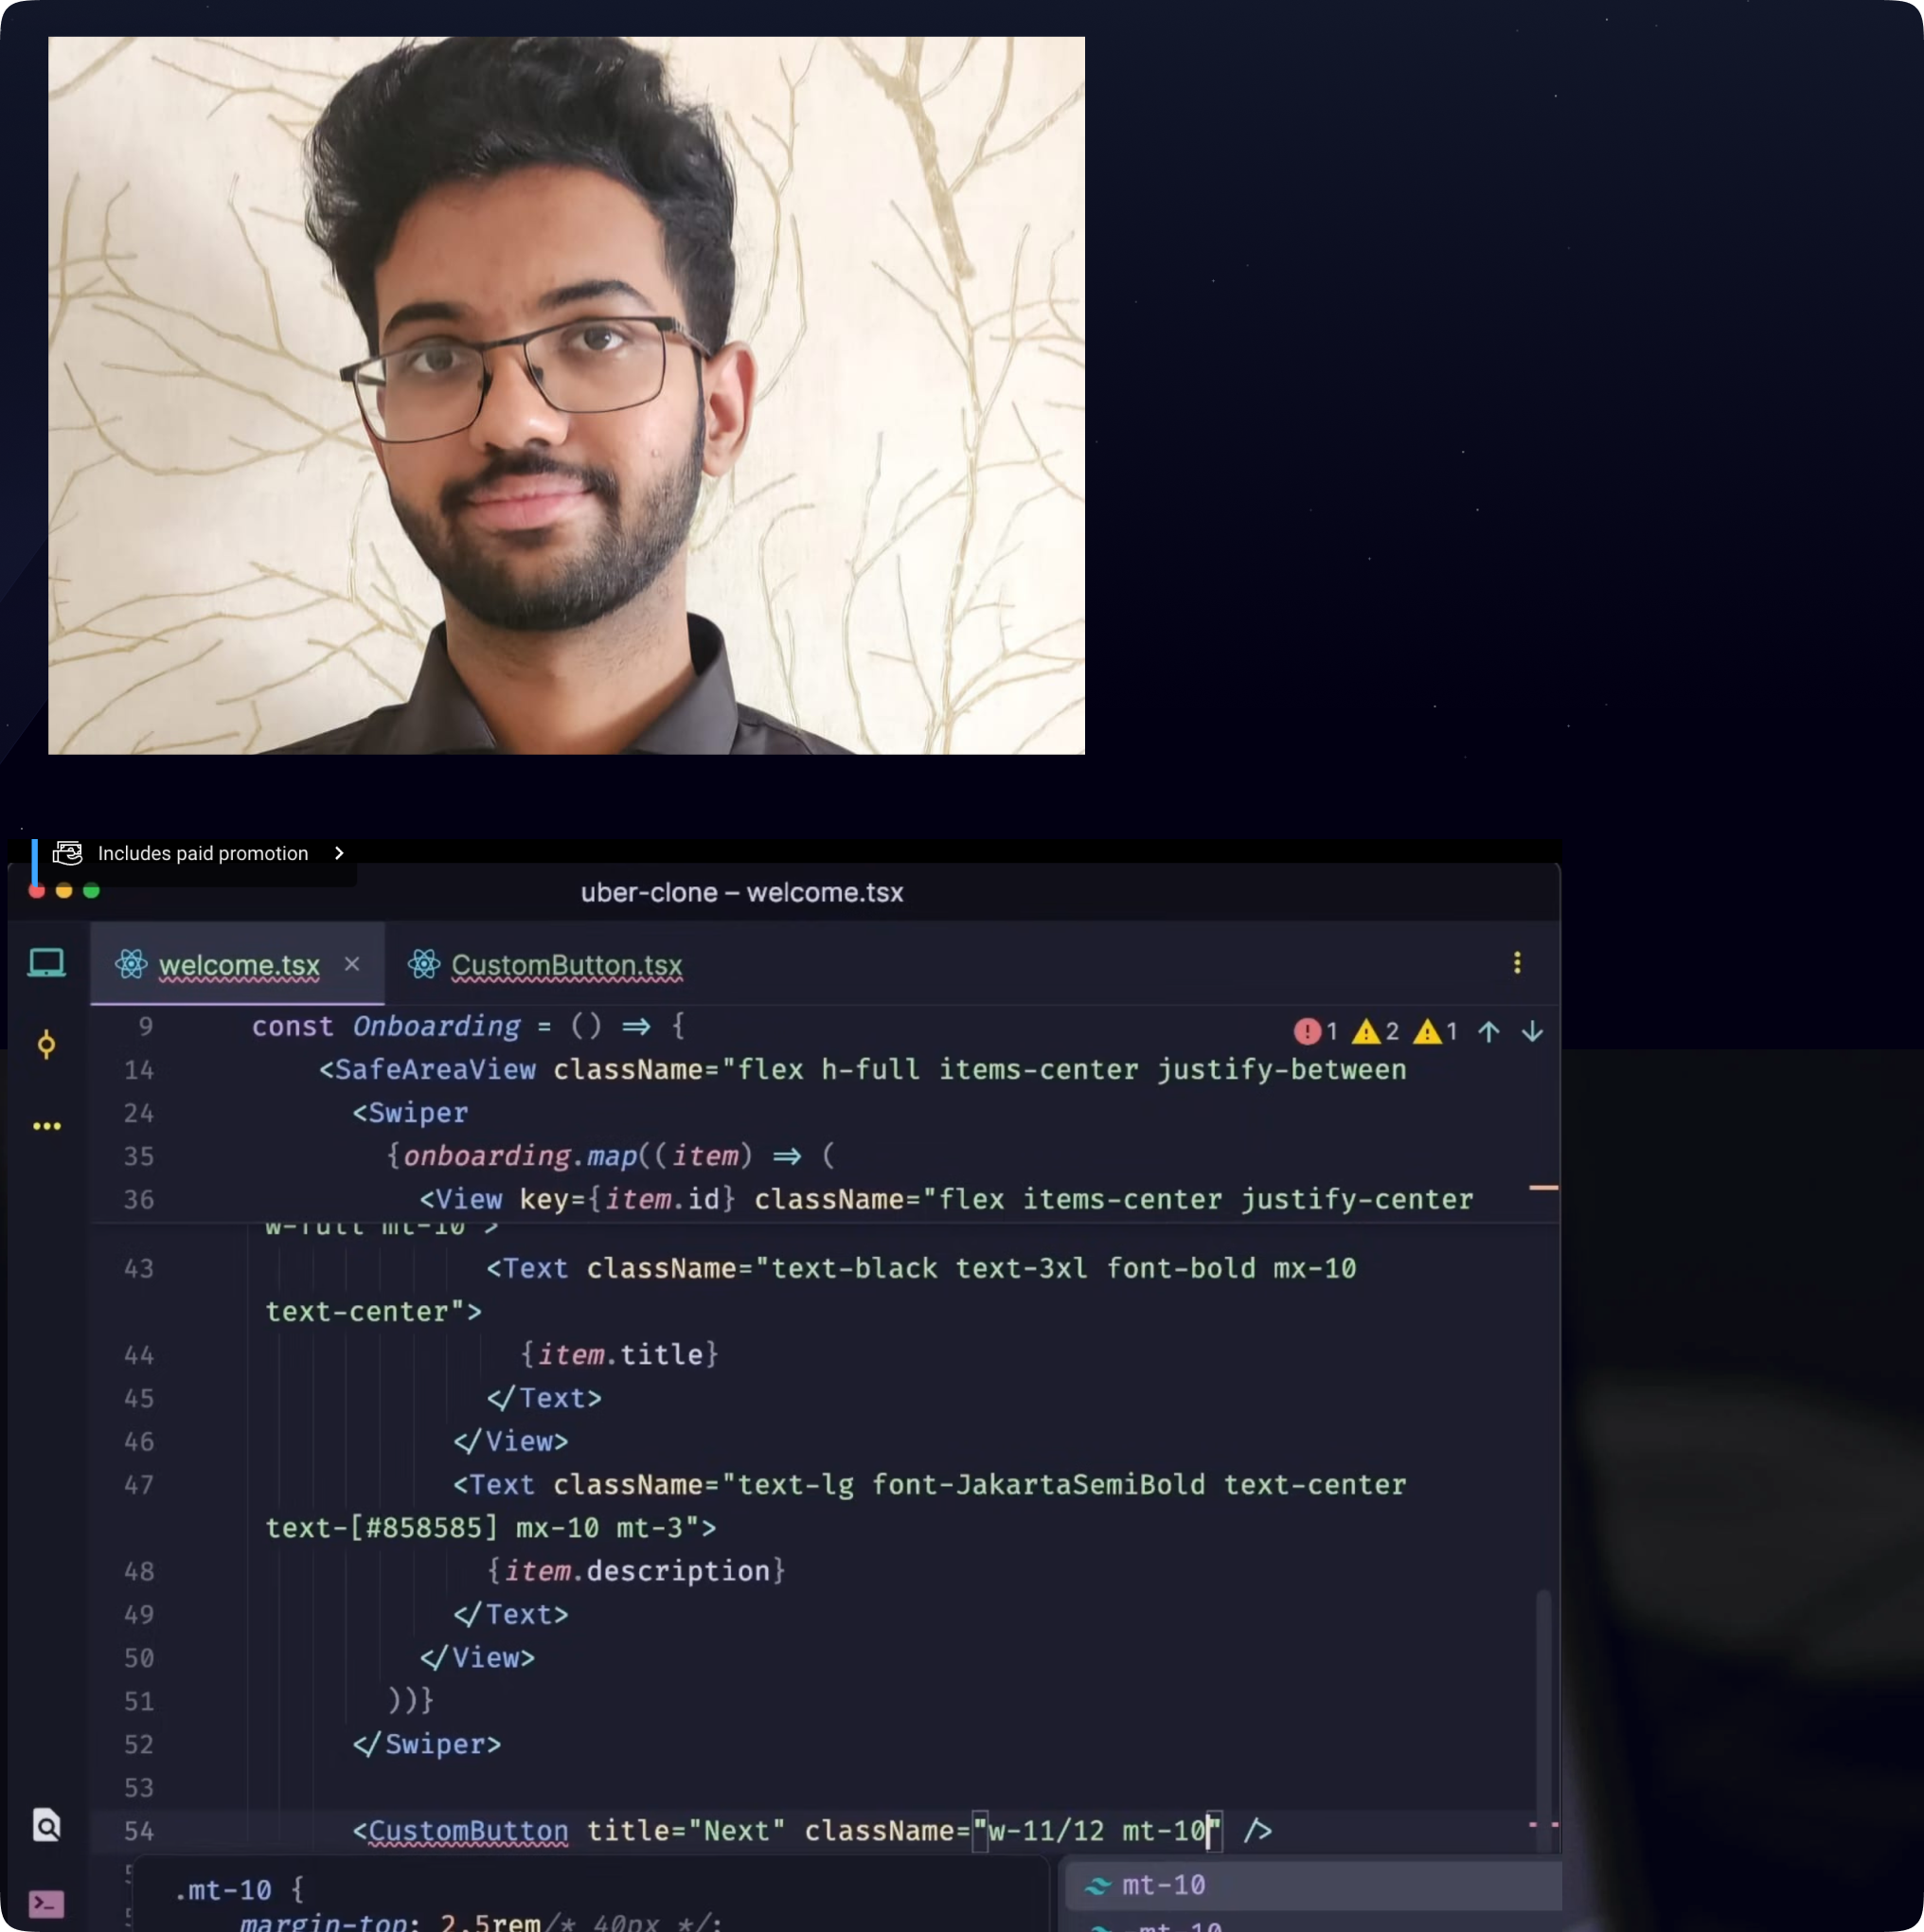 Includes paid promotion
uber-clone – welcome.tsx
welcome.tsx ×
CustomButton.tsx
9 const Onboarding = () ⇒ {
1 2 1
14 <SafeAreaView className="flex h-full items-center justify-between
24 <Swiper
35 {onboarding.map((item) ⇒ (
36 <View key={item.id} className="flex items-center justify-center
w-full mt-10">
43 <Text className="text-black text-3xl font-bold mx-10
text-center">
44 {item.title}
45 </Text>
46 </View>
47 <Text className="text-lg font-JakartaSemiBold text-center
text-[#858585] mx-10 mt-3">
48 {item.description}
49 </Text>
50 </View>
51 ))}
52 </Swiper>
53
54 <CustomButton title="Next" className="w-11/12 mt-10" />
.mt-10 {
margin-top: 2.5rem/* 40px */;
mt-10
-mt-10